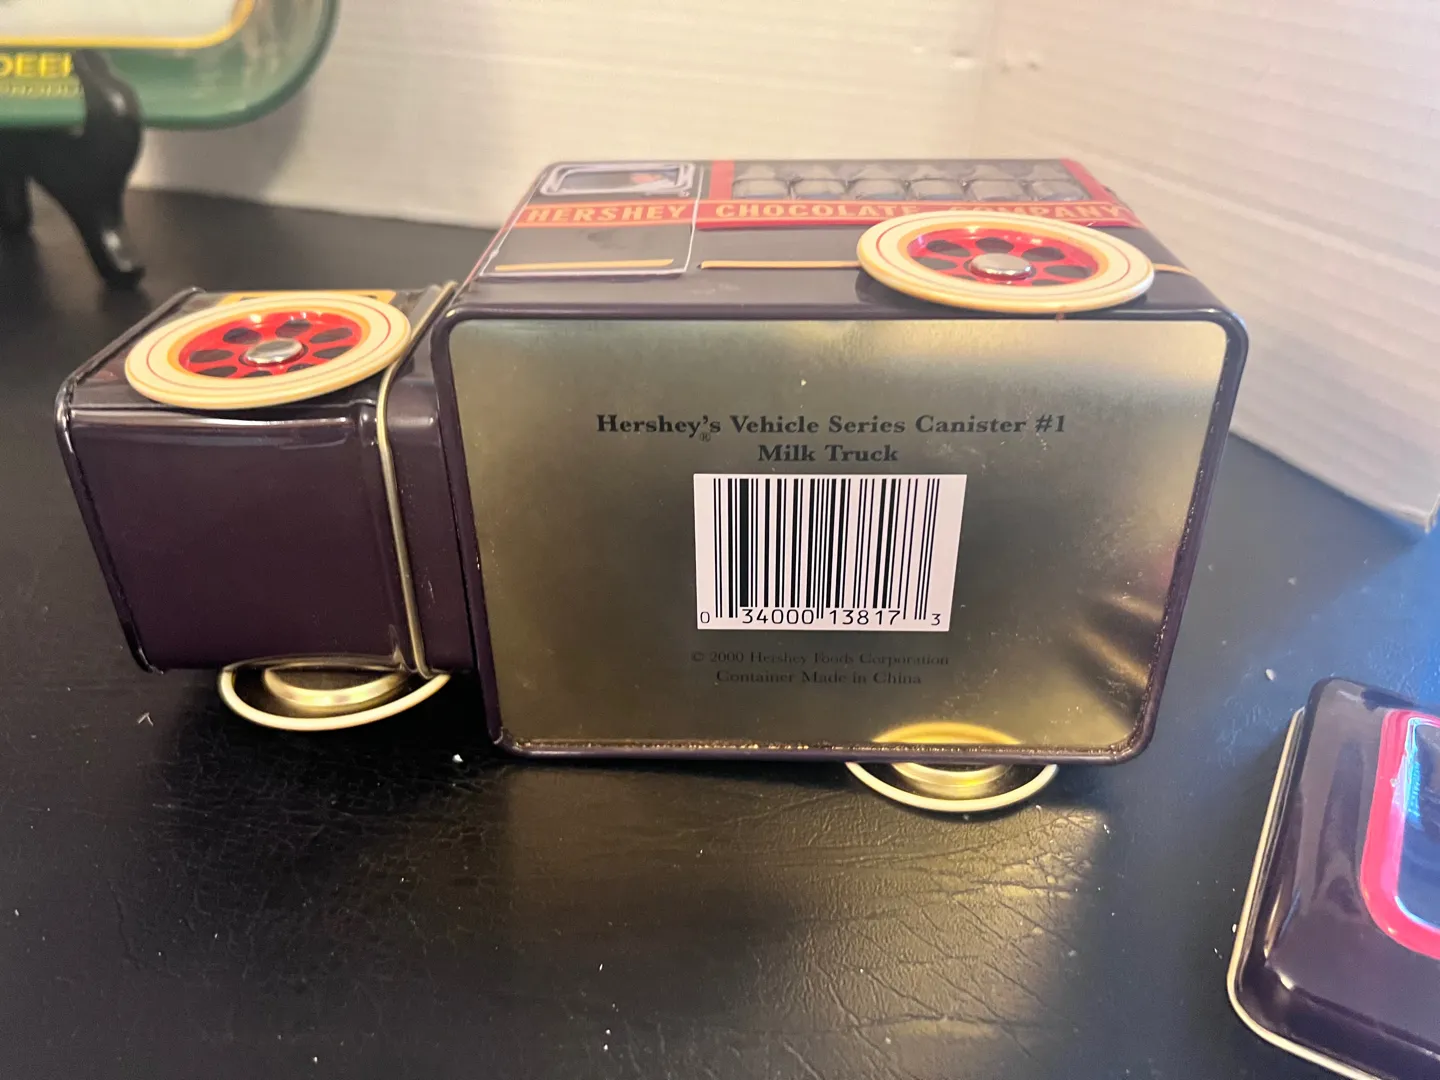 DEE
HERSHEY CHOCOLATE COMPANY
Hershey's® Vehicle Series Canister #1
Milk Truck
0 34000 13817 3
© 2000 Hershey Foods Corporation
Container Made in China